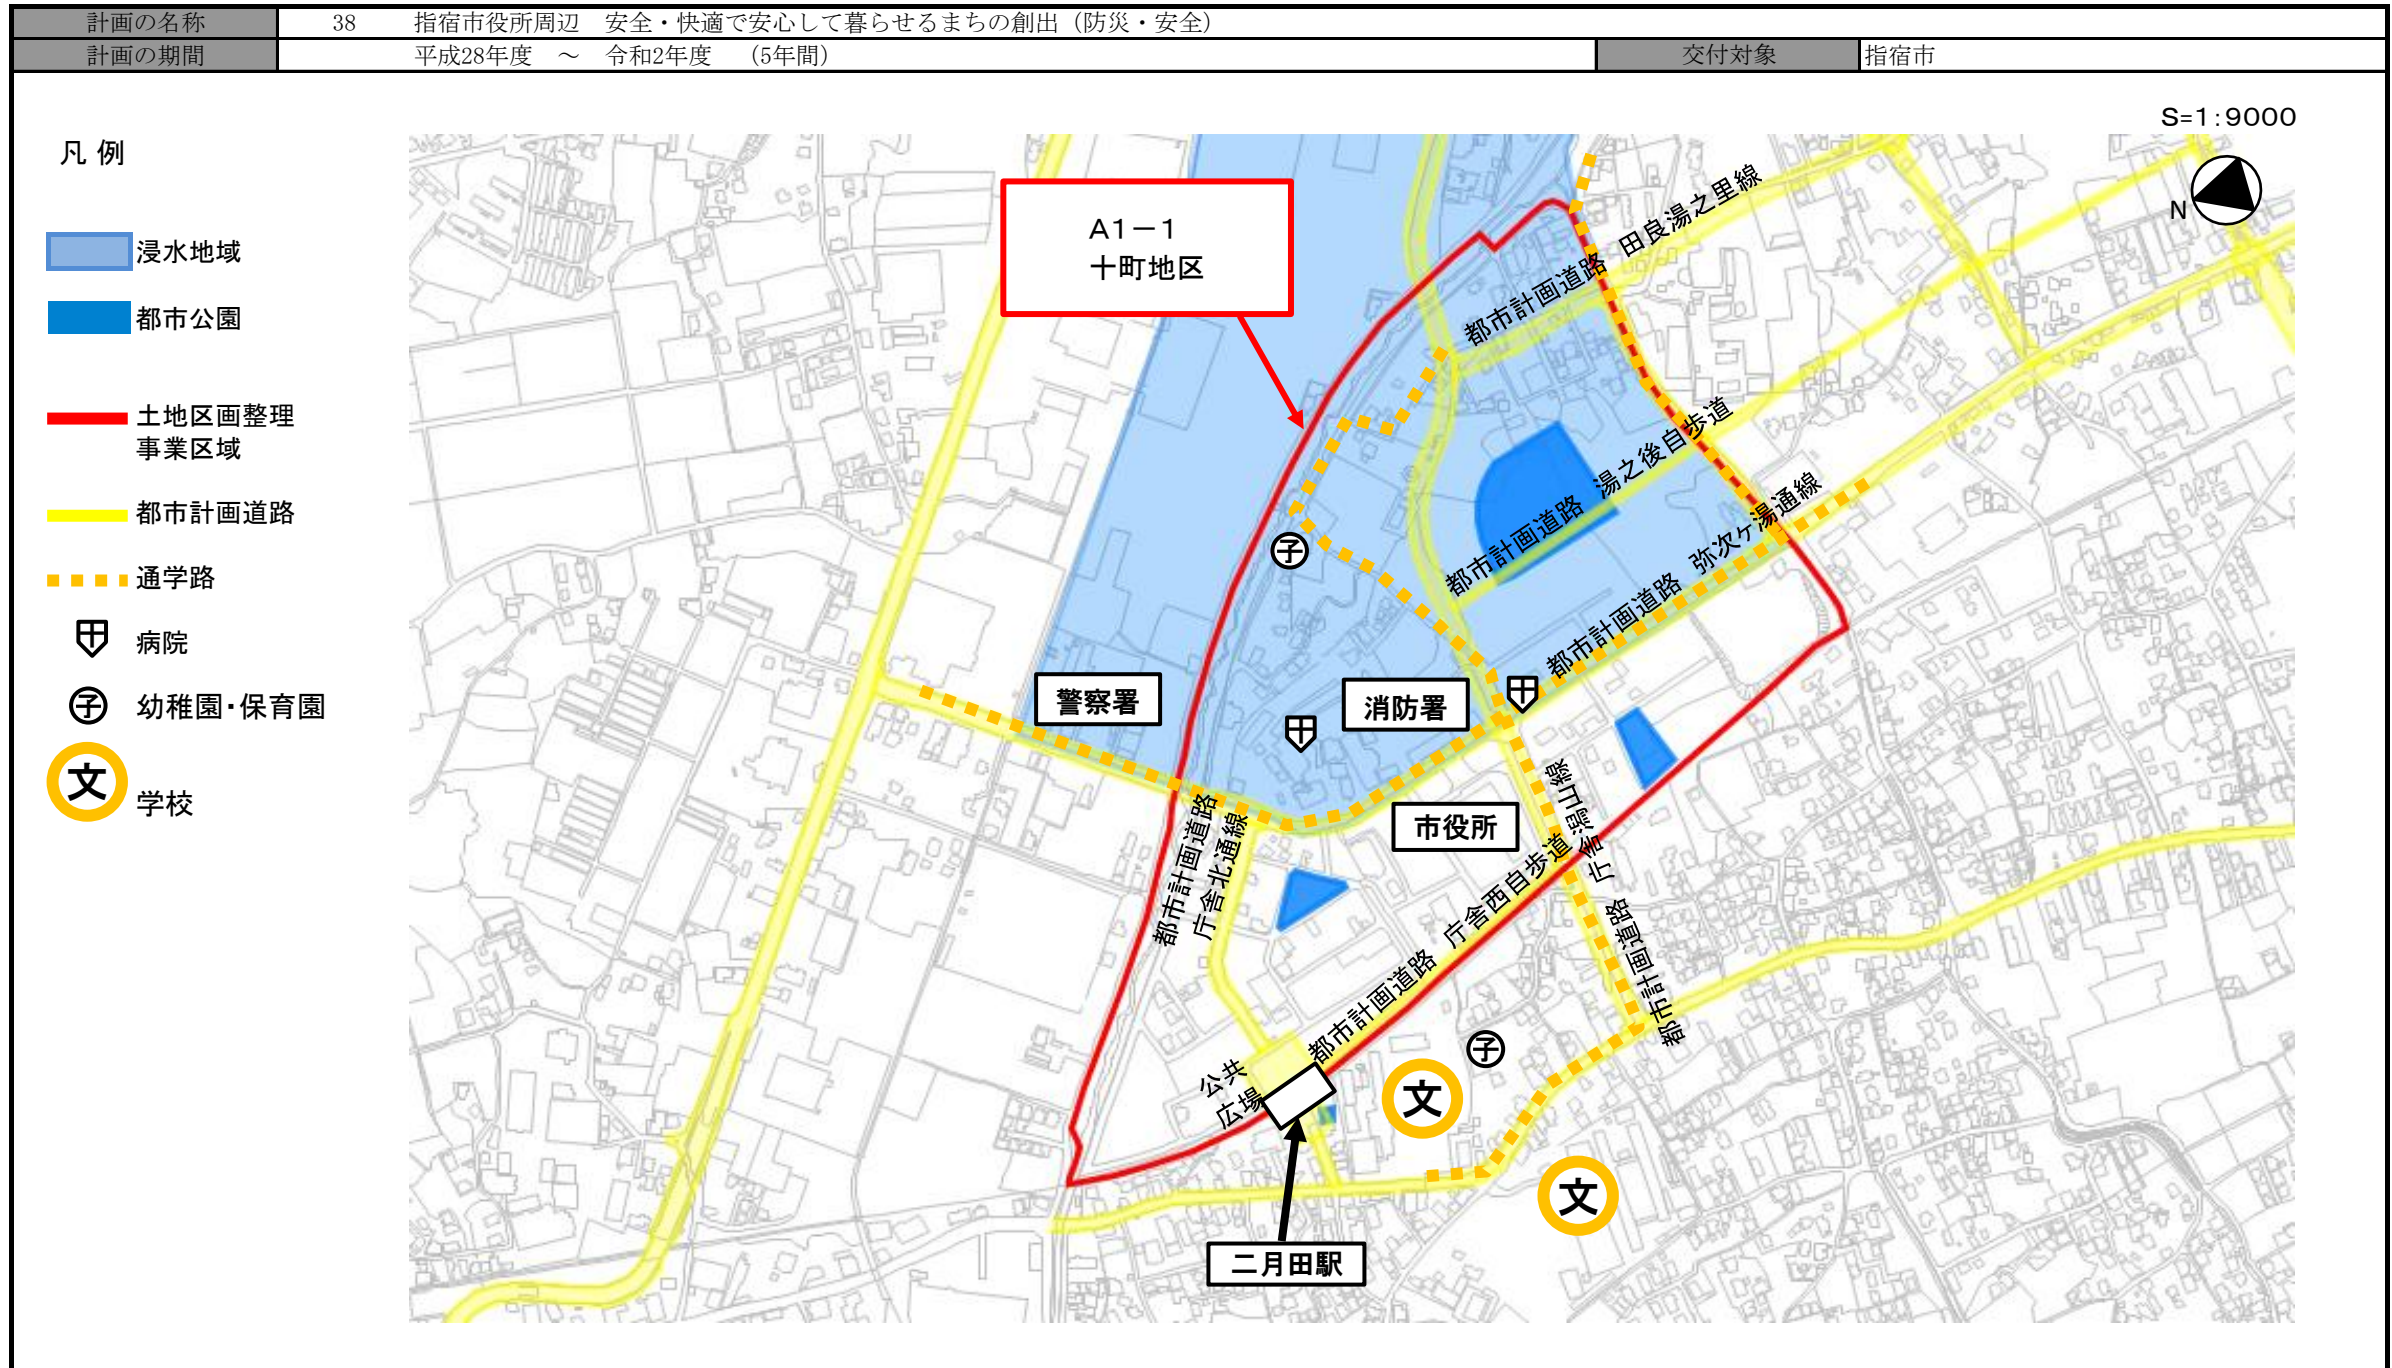 計画の名称 38 指宿市役所周辺 安全・快適で安心して暮らせるまちの創出（防災・安全）
計画の期間 平成28年度 ～ 令和2年度 （5年間） 交付対象 指宿市
S=1:9000
凡 例
浸水地域
都市公園
土地区画整理
事業区域
都市計画道路
通学路
病院
幼稚園・保育園
文 学校
N
A1－1
十町地区
都市計画道路 田良湯之里線
都市計画道路 湯之後自歩道
都市計画道路 弥次ヶ湯通線
子
警察署
消防署
市役所
都市計画道路
庁舎北通線
都市計画道路 庁舎西自歩道
都市計画道路 庁舎潟山線
公共
広場
子
文
文
二月田駅